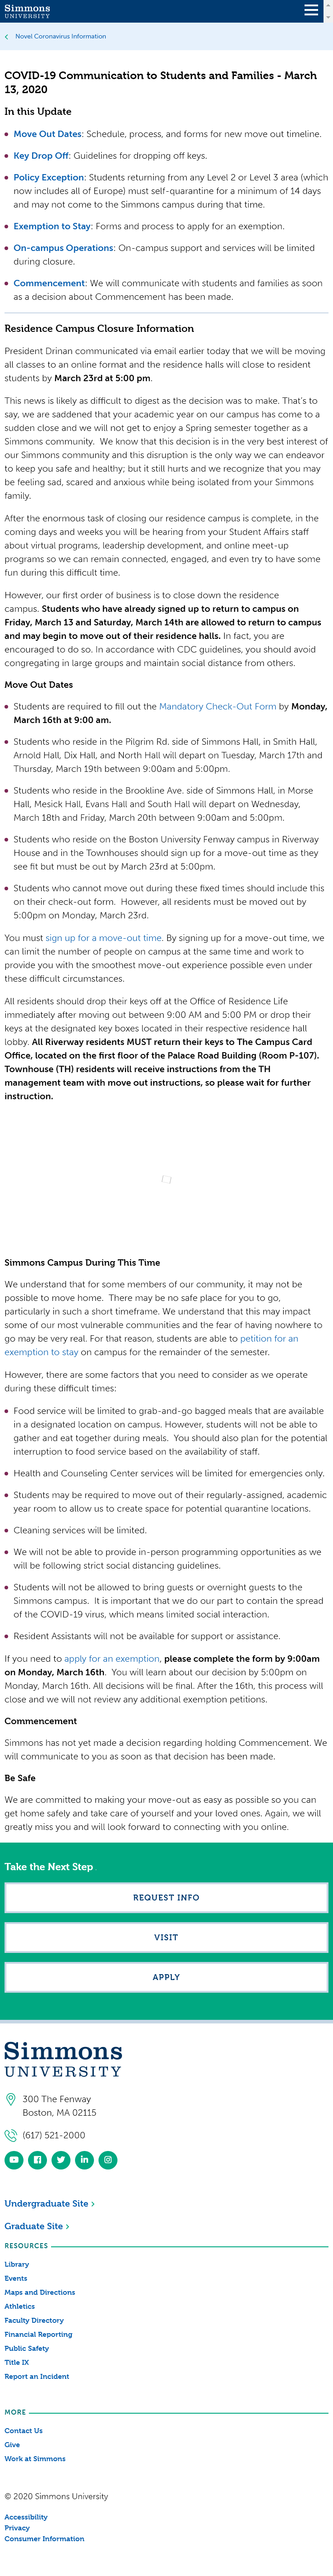 Simmons
UNIVERSITY
Novel Coronavirus Information
COVID-19 Communication to Students and Families - March
13, 2020
In this Update
Move Out Dates: Schedule, process, and forms for new move out timeline.
Key Drop Off: Guidelines for dropping off keys.
Policy Exception: Students returning from any Level 2 or Level 3 area (which
now includes all of Europe) must self-quarantine for a minimum of 14 days
and may not come to the Simmons campus during that time.
Exemption to Stay: Forms and process to apply for an exemption.
On-campus Operations: On-campus support and services will be limited
during closure.
Commencement: We will communicate with students and families as soon
as a decision about Commencement has been made.
Residence Campus Closure Information
President Drinan communicated via email earlier today that we will be moving
all classes to an online format and the residence halls will close to resident
students by March 23rd at 5:00 pm.
This news is likely as difficult to digest as the decision was to make. That's to
say, we are saddened that your academic year on our campus has come to a
sudden close and we will not get to enjoy a Spring semester together as a
Simmons community. We know that this decision is in the very best interest of
our Simmons community and this disruption is the only way we can endeavor
to keep you safe and healthy; but it still hurts and we recognize that you may
be feeling sad, scared and anxious while being isolated from your Simmons
family.
After the enormous task of closing our residence campus is complete, in the
coming days and weeks you will be hearing from your Student Affairs staff
about virtual programs, leadership development, and online meet-up
programs so we can remain connected, engaged, and even try to have some
fun during this difficult time.
However, our first order of business is to close down the residence
campus. Students who have already signed up to return to campus on
Friday, March 13 and Saturday, March 14th are allowed to return to campus
and may begin to move out of their residence halls. In fact, you are
encouraged to do so. In accordance with CDC guidelines, you should avoid
congregating in large groups and maintain social distance from others.
Move Out Dates
Students are required to fill out the Mandatory Check-Out Form by Monday,
March 16th at 9:00 am.
Students who reside in the Pilgrim Rd. side of Simmons Hall, in Smith Hall,
Arnold Hall, Dix Hall, and North Hall will depart on Tuesday, March 17th and
Thursday, March 19th between 9:00am and 5:00pm.
Students who reside in the Brookline Ave. side of Simmons Hall, in Morse
Hall, Mesick Hall, Evans Hall and South Hall will depart on Wednesday,
March 18th and Friday, March 20th between 9:00am and 5:00pm.
Students who reside on the Boston University Fenway campus in Riverway
House and in the Townhouses should sign up for a move-out time as they
see fit but must be out by March 23rd at 5:00pm.
Students who cannot move out during these fixed times should include this
on their check-out form. However, all residents must be moved out by
5:00pm on Monday, March 23rd.
You must sign up for a move-out time. By signing up for a move-out time, we
can limit the number of people on campus at the same time and work to
provide you with the smoothest move-out experience possible even under
these difficult circumstances.
All residents should drop their keys off at the Office of Residence Life
immediately after moving out between 9:00 AM and 5:00 PM or drop their
keys at the designated key boxes located in their respective residence hall
lobby. All Riverway residents MUST return their keys to The Campus Card
Office, located on the first floor of the Palace Road Building (Room P-107).
Townhouse (TH) residents will receive instructions from the TH
management team with move out instructions, so please wait for further
instruction.
Simmons Campus During This Time
We understand that for some members of our community, it may not be
possible to move home. There may be no safe place for you to go,
particularly in such a short timeframe. We understand that this may impact
some of our most vulnerable communities and the fear of having nowhere to
go may be very real. For that reason, students are able to petition for an
exemption to stay on campus for the remainder of the semester.
However, there are some factors that you need to consider as we operate
during these difficult times:
Food service will be limited to grab-and-go bagged meals that are available
in a designated location on campus. However, students will not be able to
gather and eat together during meals. You should also plan for the potential
interruption to food service based on the availability of staff.
Health and Counseling Center services will be limited for emergencies only.
Students may be required to move out of their regularly-assigned, academic
year room to allow us to create space for potential quarantine locations.
Cleaning services will be limited.
We will not be able to provide in-person programming opportunities as we
will be following strict social distancing guidelines.
Students will not be allowed to bring guests or overnight guests to the
Simmons campus. It is important that we do our part to contain the spread
of the COVID-19 virus, which means limited social interaction.
Resident Assistants will not be available for support or assistance.
If you need to apply for an exemption, please complete the form by 9:00am
on Monday, March 16th. You will learn about our decision by 5:00pm on
Monday, March 16th. All decisions will be final. After the 16th, this process will
close and we will not review any additional exemption petitions.
Commencement
Simmons has not yet made a decision regarding holding Commencement. We
will communicate to you as soon as that decision has been made.
Be Safe
We are committed to making your move-out as easy as possible so you can
get home safely and take care of yourself and your loved ones. Again, we will
greatly miss you and will look forward to connecting with you online.
Take the Next Step
REQUEST INFO
VISIT
APPLY
Simmons
UNIVERSITY
300 The Fenway
Boston, MA 02115
(617) 521-2000
Undergraduate Site
Graduate Site
RESOURCES
Library
Events
Maps and Directions
Athletics
Faculty Directory
Financial Reporting
Public Safety
Title IX
Report an Incident
MORE
Contact Us
Give
Work at Simmons
© 2020 Simmons University
Accessibility
Privacy
Consumer Information